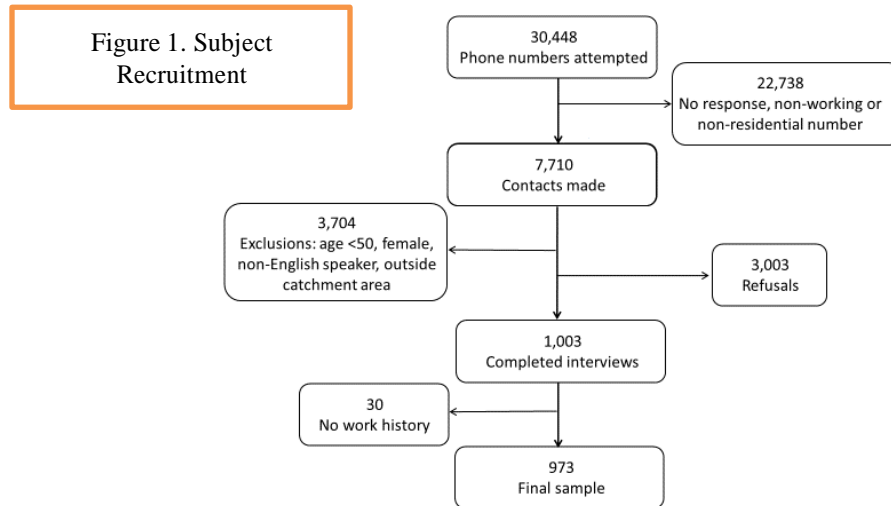 Figure 1. Subject
Recruitment
30,448
Phone numbers attempted
22,738
No response, non-working or
non-residential number
7,710
Contacts made
3,704
Exclusions: age <50, female,
non-English speaker, outside
catchment area
3,003
Refusals
1,003
Completed interviews
30
No work history
973
Final sample